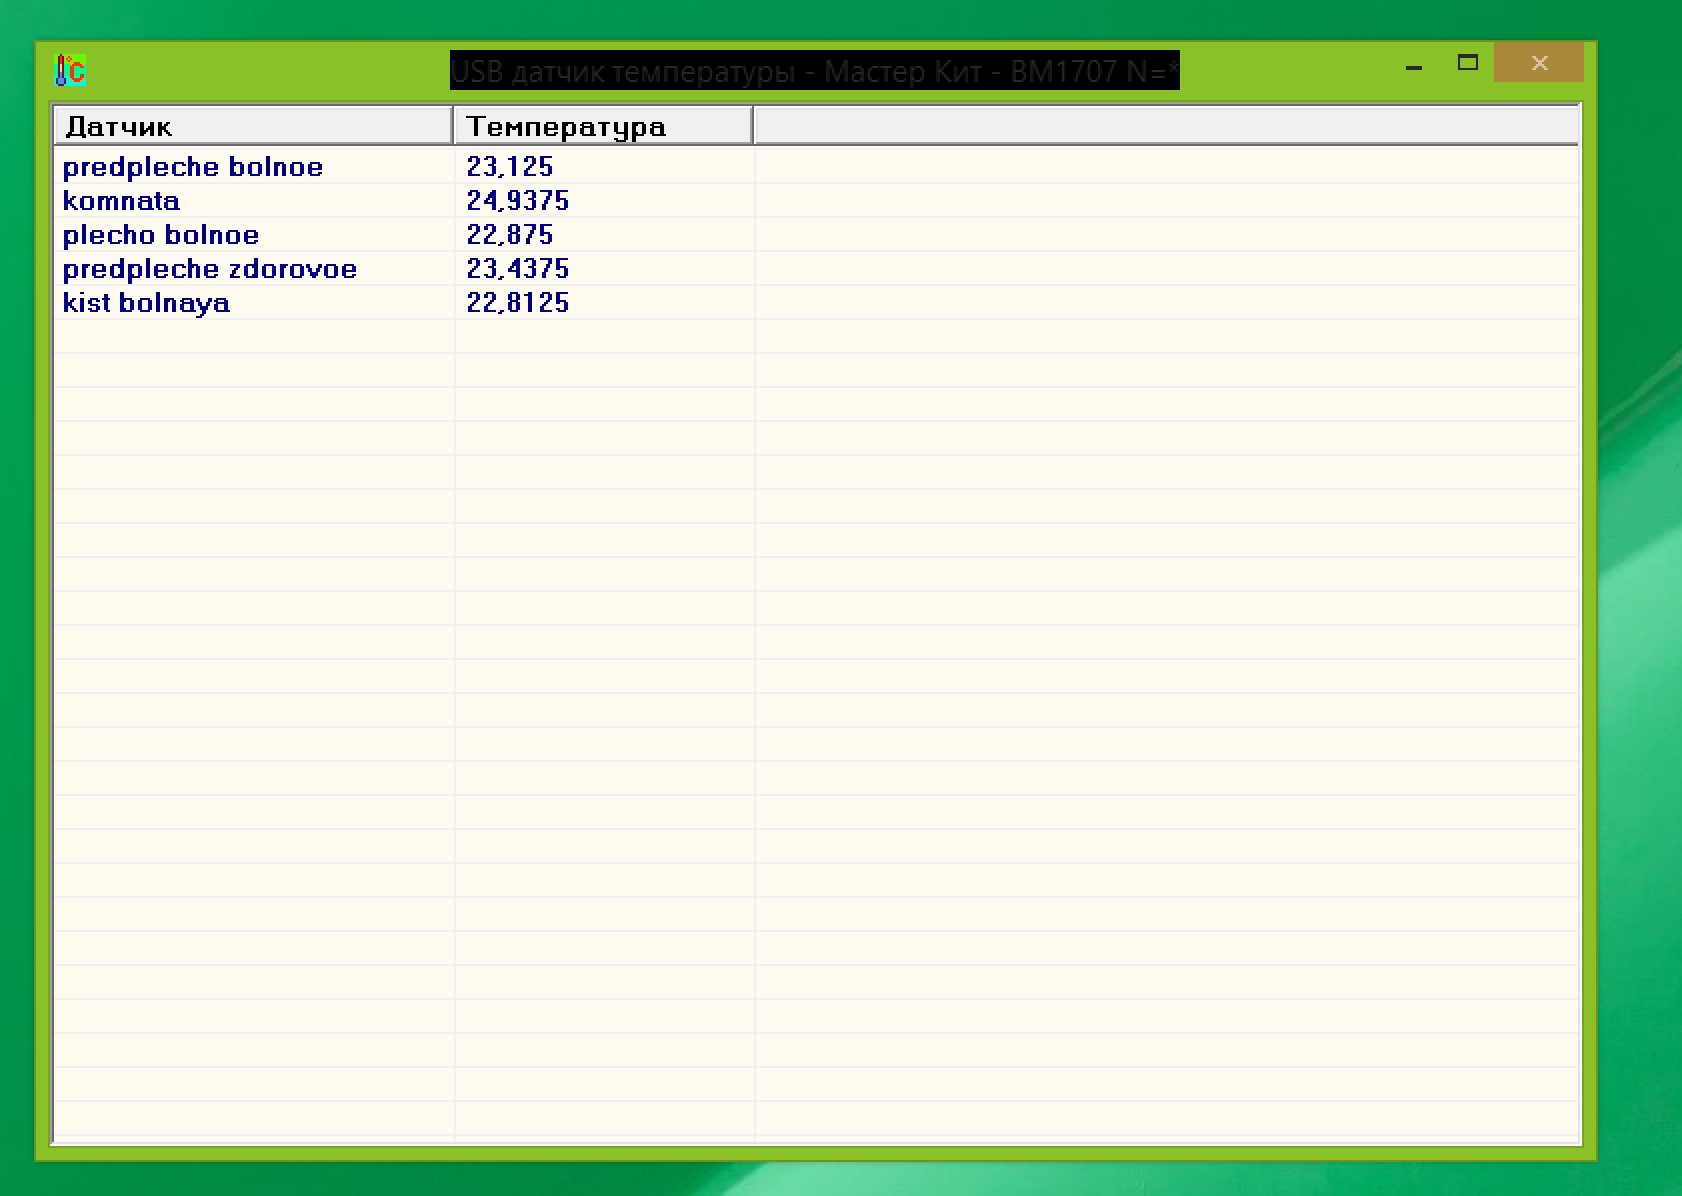 USB датчик температуры - Мастер Кит - BM1707 N=*
Датчик Температура
predpleche bolnoe 23,125
komnata 24,9375
plecho bolnoe 22,875
predpleche zdorovoe 23,4375
kist bolnaya 22,8125